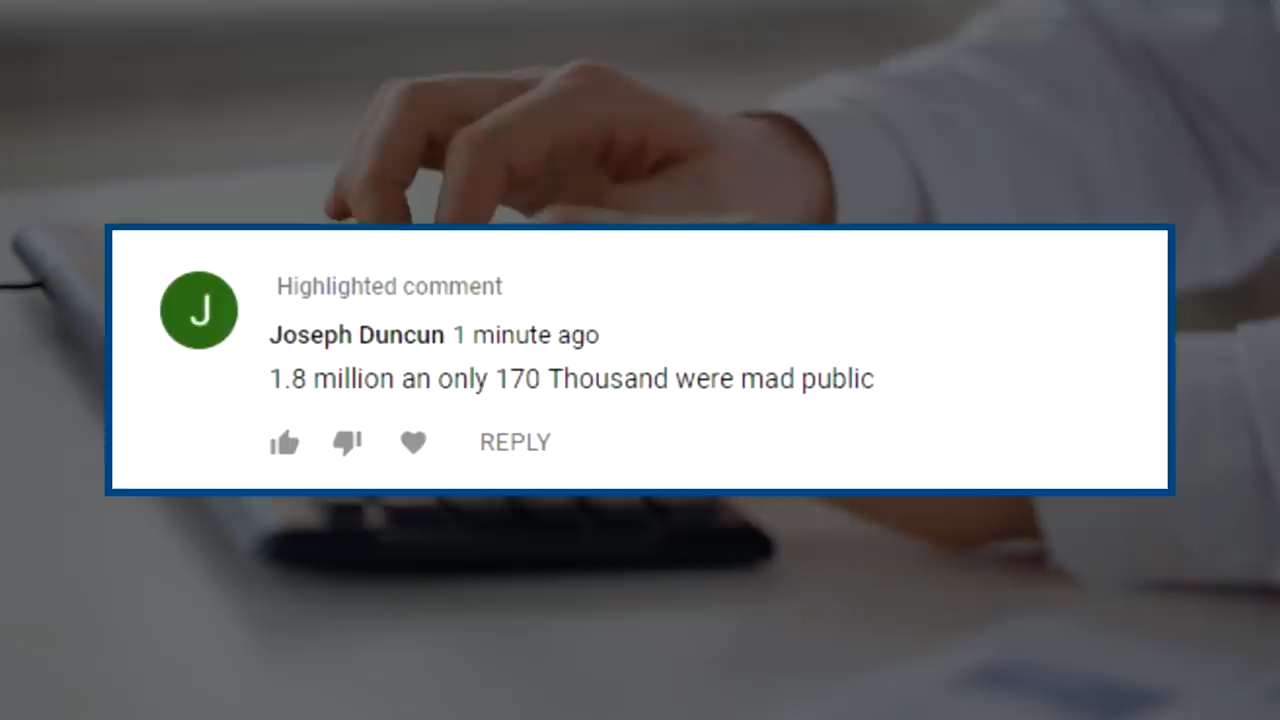 J
Highlighted comment
Joseph Duncun 1 minute ago
1.8 million an only 170 Thousand were mad public
REPLY